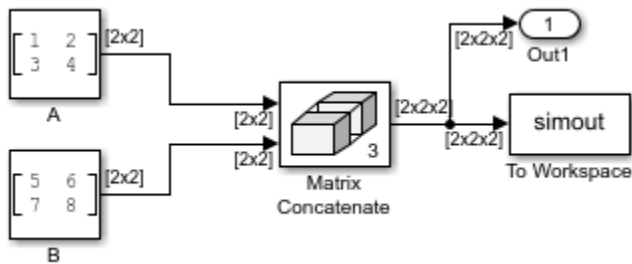 1 2
3 4
[2x2]
A
5 6
7 8
[2x2]
B
[2x2]
[2x2]
3
Matrix
Concatenate
[2x2x2]
[2x2x2]
1
Out1
[2x2x2]
simout
To Workspace